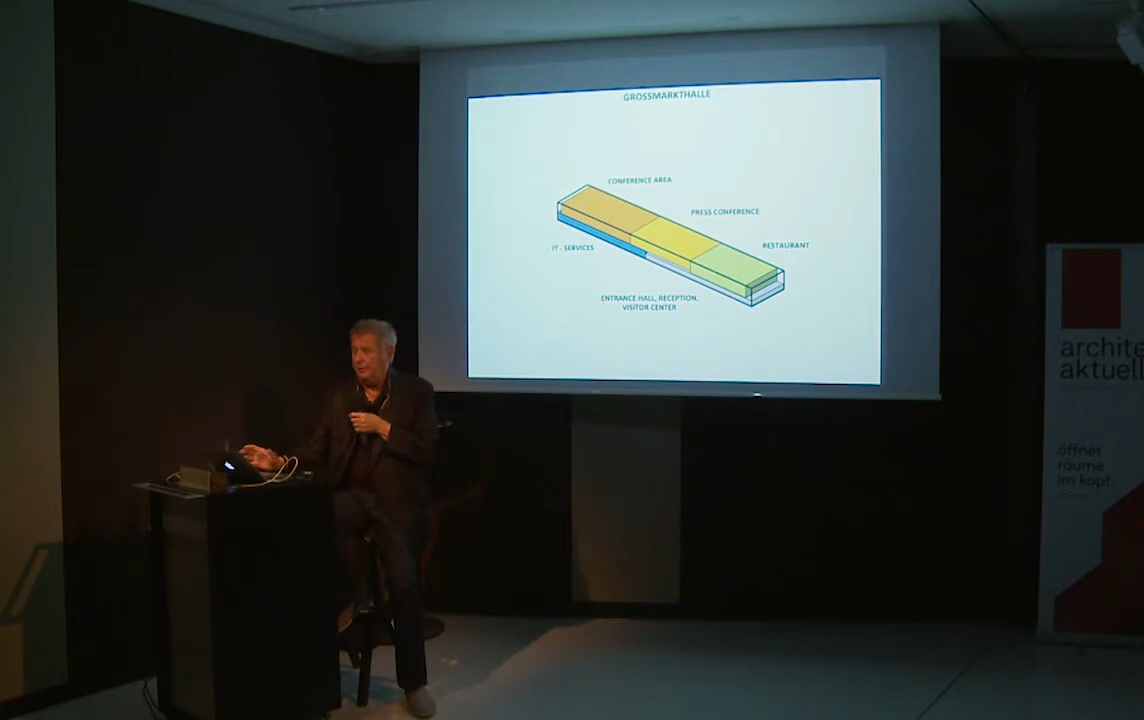 GROSSMARKTHALLE
CONFERENCE AREA
PRESS CONFERENCE
IT - SERVICES
RESTAURANT
ENTRANCE HALL, RECEPTION,
VISITOR CENTER
archite
aktuell
öffnet
räume
im kopf.